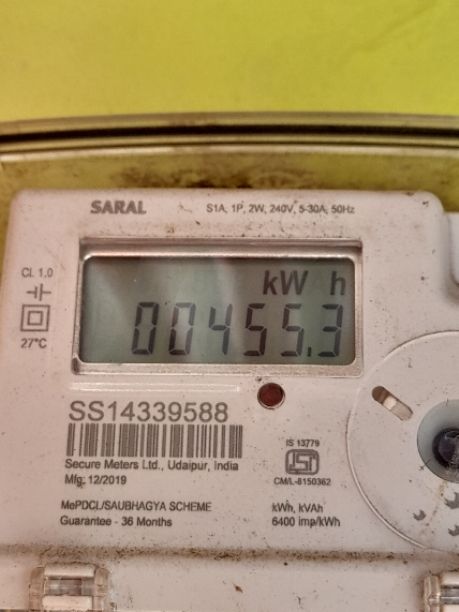 SARAL S1A, 1P, 2W, 240V, 5-30A, 50Hz
Cl. 1.0
kWh
00455.3
27°C
SS14339588
Secure Meters Ltd., Udaipur, India
Mfg: 12/2019
IS 13779
ISI
CM/L-8150362
MePDCL/SAUBHAGYA SCHEME
Guarantee - 36 Months
kWh, kVAh
6400 imp/kWh